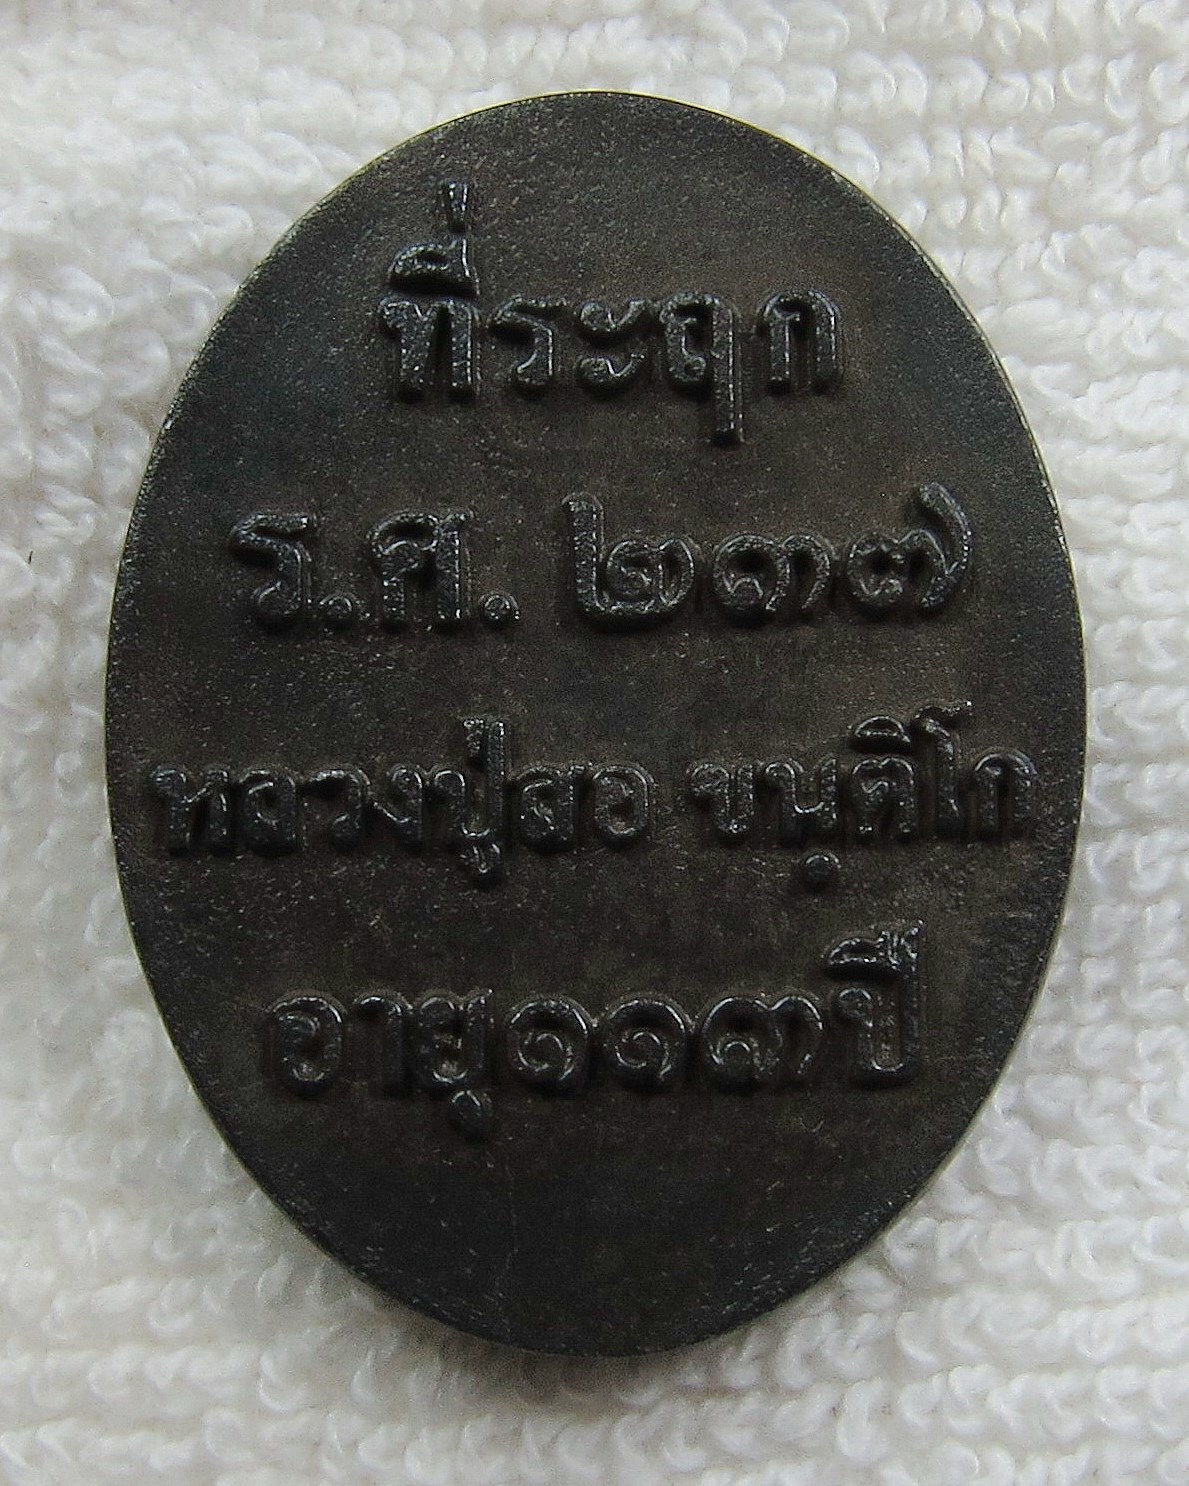 ที่ระฤก
ร.ศ. ๒๓๗
หลวงปู่สอ ขนฺติโก
อายุ๑๑๓ปี